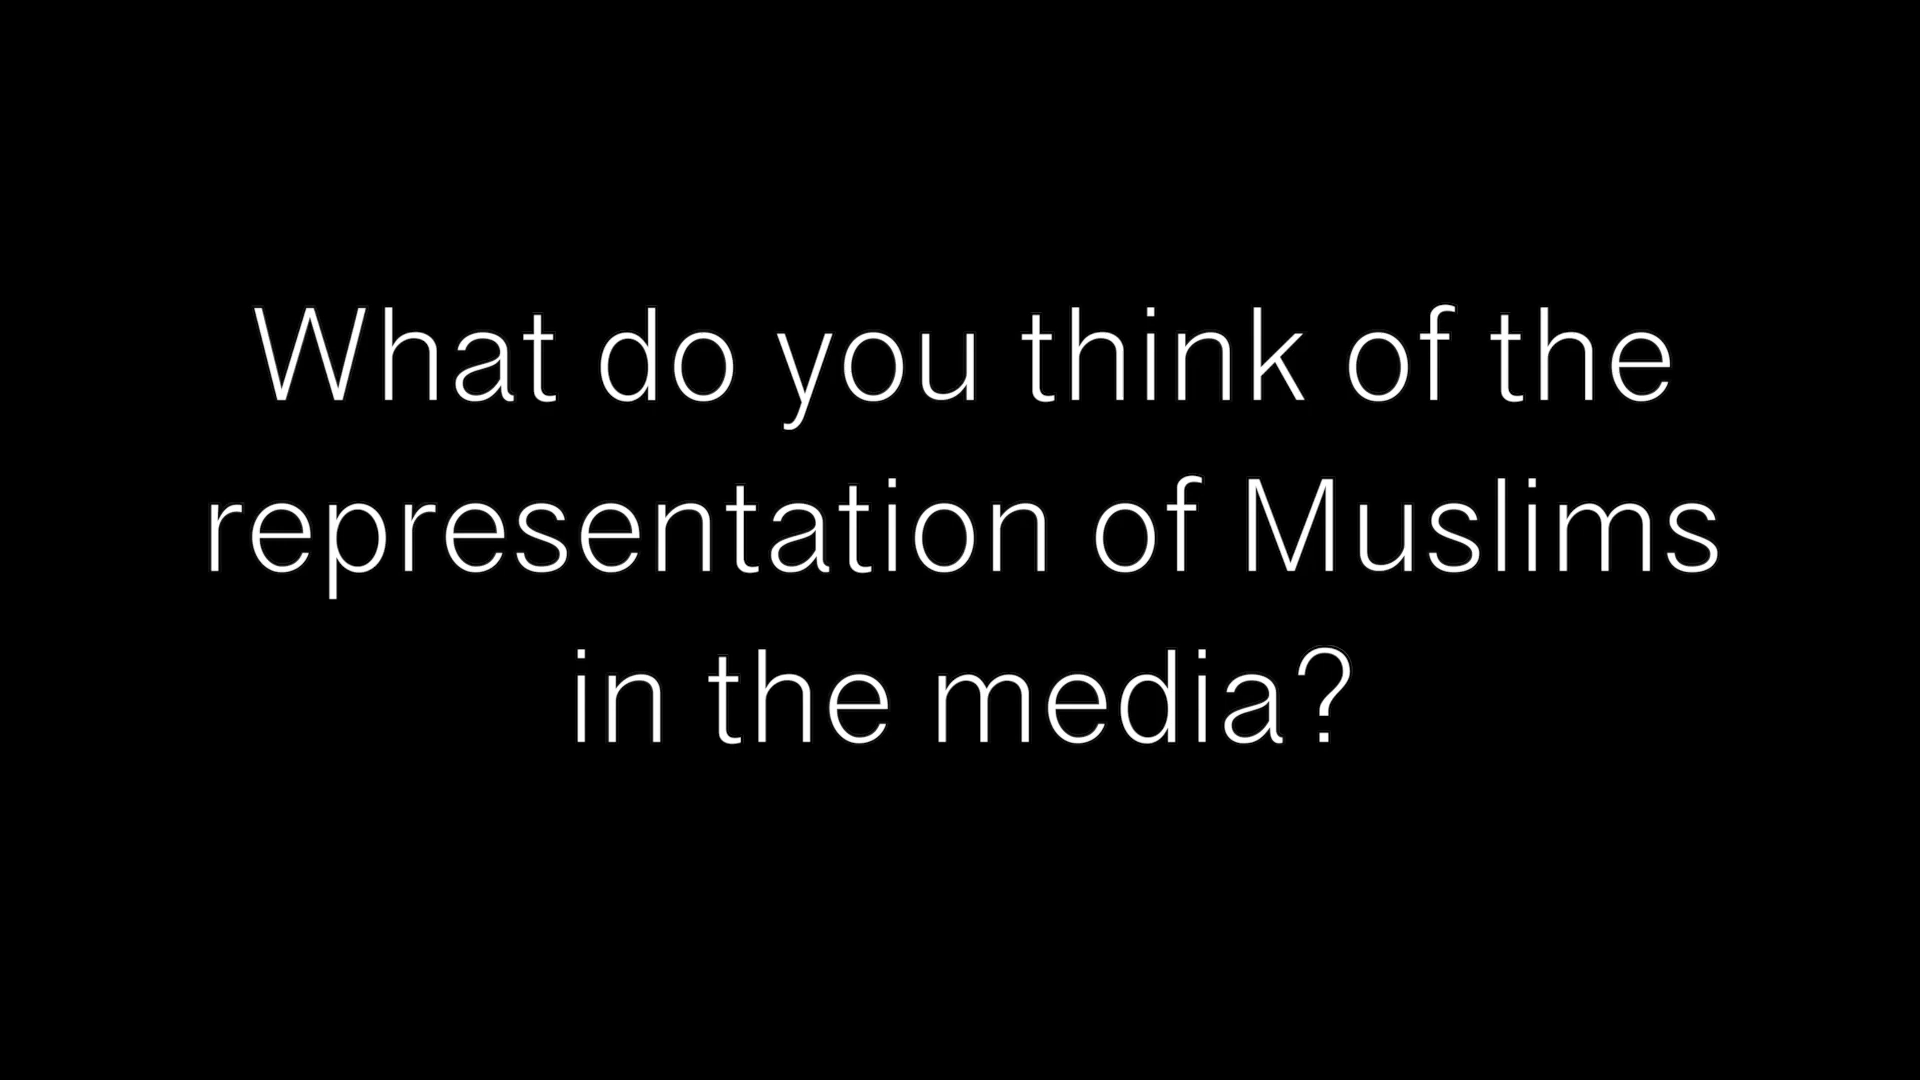 What do you think of the
representation of Muslims
in the media?